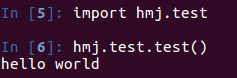 In [5]: import hmj.test
In [6]: hmj.test.test()
hello world